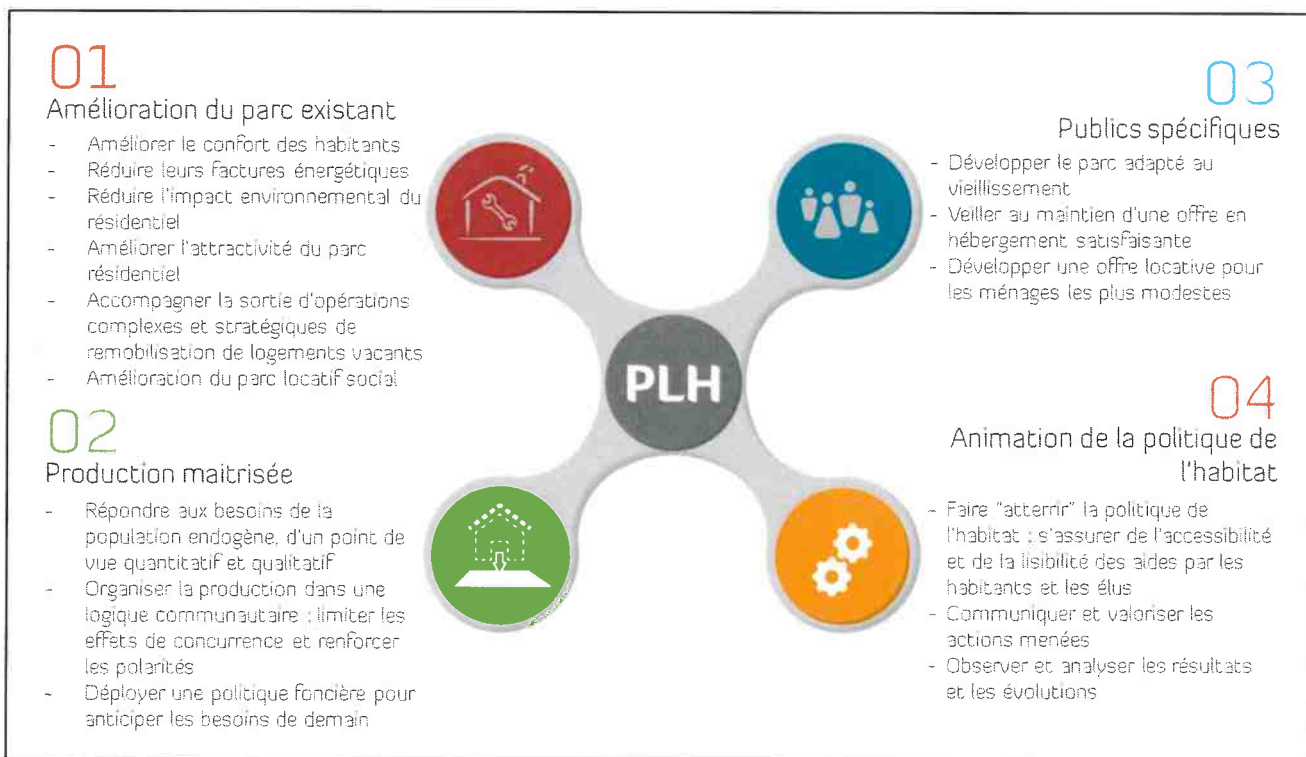 01
Amélioration du parc existant
- Améliorer le confort des habitants
- Réduire leurs factures énergétiques
- Réduire l'impact environnemental du
résidentiel
- Améliorer l'attractivité du parc
résidentiel
- Accompagner la sortie d'opérations
complexes et stratégiques de
remobilisation de logements vacants
- Amélioration du parc locatif social
02
Production maitrisée
- Répondre aux besoins de la
population endogène, d'un point de
vue quantitatif et qualitatif
- Organiser la production dans une
logique communautaire : limiter les
effets de concurrence et renforcer
les polarités
- Déployer une politique foncière pour
anticiper les besoins de demain
PLH
03
Publics spécifiques
- Développer le parc adapté au
vieillissement
- Veiller au maintien d'une offre en
hébergement satisfaisante
- Développer une offre locative pour
les ménages les plus modestes
04
Animation de la politique de
l'habitat
- Faire "atterrir" la politique de
l'habitat : s'assurer de l'accessibilité
et de la lisibilité des aides par les
habitants et les élus
- Communiquer et valoriser les
actions menées
- Observer et analyser les résultats
et les évolutions